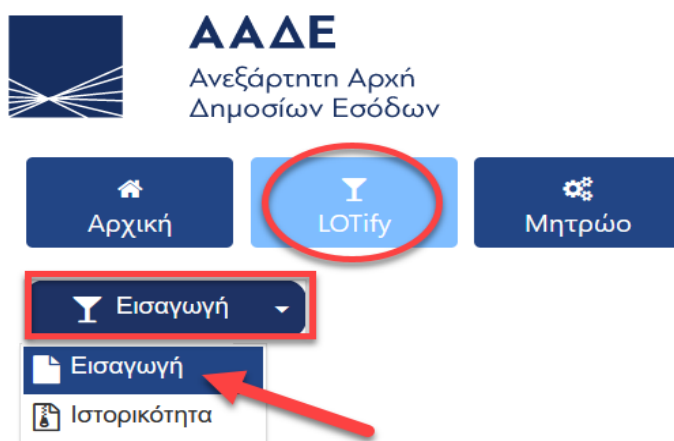 ΑΑΔΕ
Ανεξάρτητη Αρχή
Δημοσίων Εσόδων
Αρχική
LOTify
Μητρώο
Εισαγωγή
Εισαγωγή
Ιστορικότητα